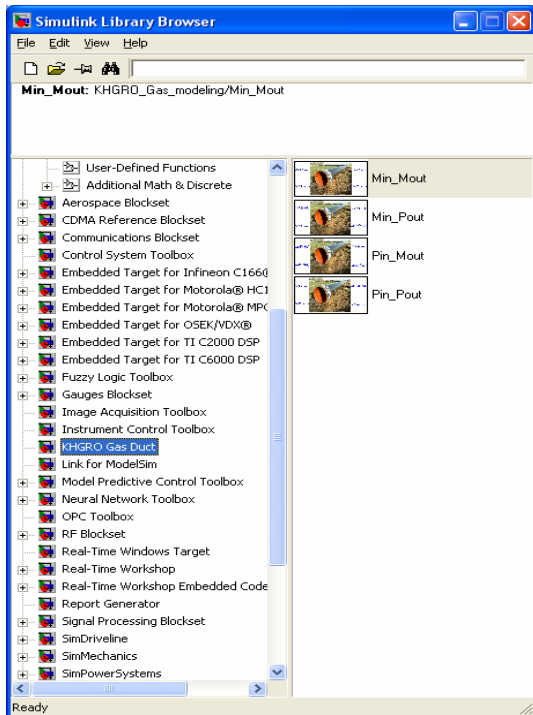 Simulink Library Browser
File Edit View Help
Min_Mout: KHGRO_Gas_modeling/Min_Mout
User-Defined Functions
Additional Math & Discrete
Aerospace Blockset
CDMA Reference Blockset
Communications Blockset
Control System Toolbox
Embedded Target for Infineon C166
Embedded Target for Motorola® HC1
Embedded Target for Motorola® MPC
Embedded Target for OSEK/VDX®
Embedded Target for TI C2000 DSP
Embedded Target for TI C6000 DSP
Fuzzy Logic Toolbox
Gauges Blockset
Image Acquisition Toolbox
Instrument Control Toolbox
KHGRO Gas Duct
Link for ModelSim
Model Predictive Control Toolbox
Neural Network Toolbox
OPC Toolbox
RF Blockset
Real-Time Windows Target
Real-Time Workshop
Real-Time Workshop Embedded Code
Report Generator
Signal Processing Blockset
SimDriveline
SimMechanics
SimPowerSystems
Min_Mout
Min_Pout
Pin_Mout
Pin_Pout
Ready